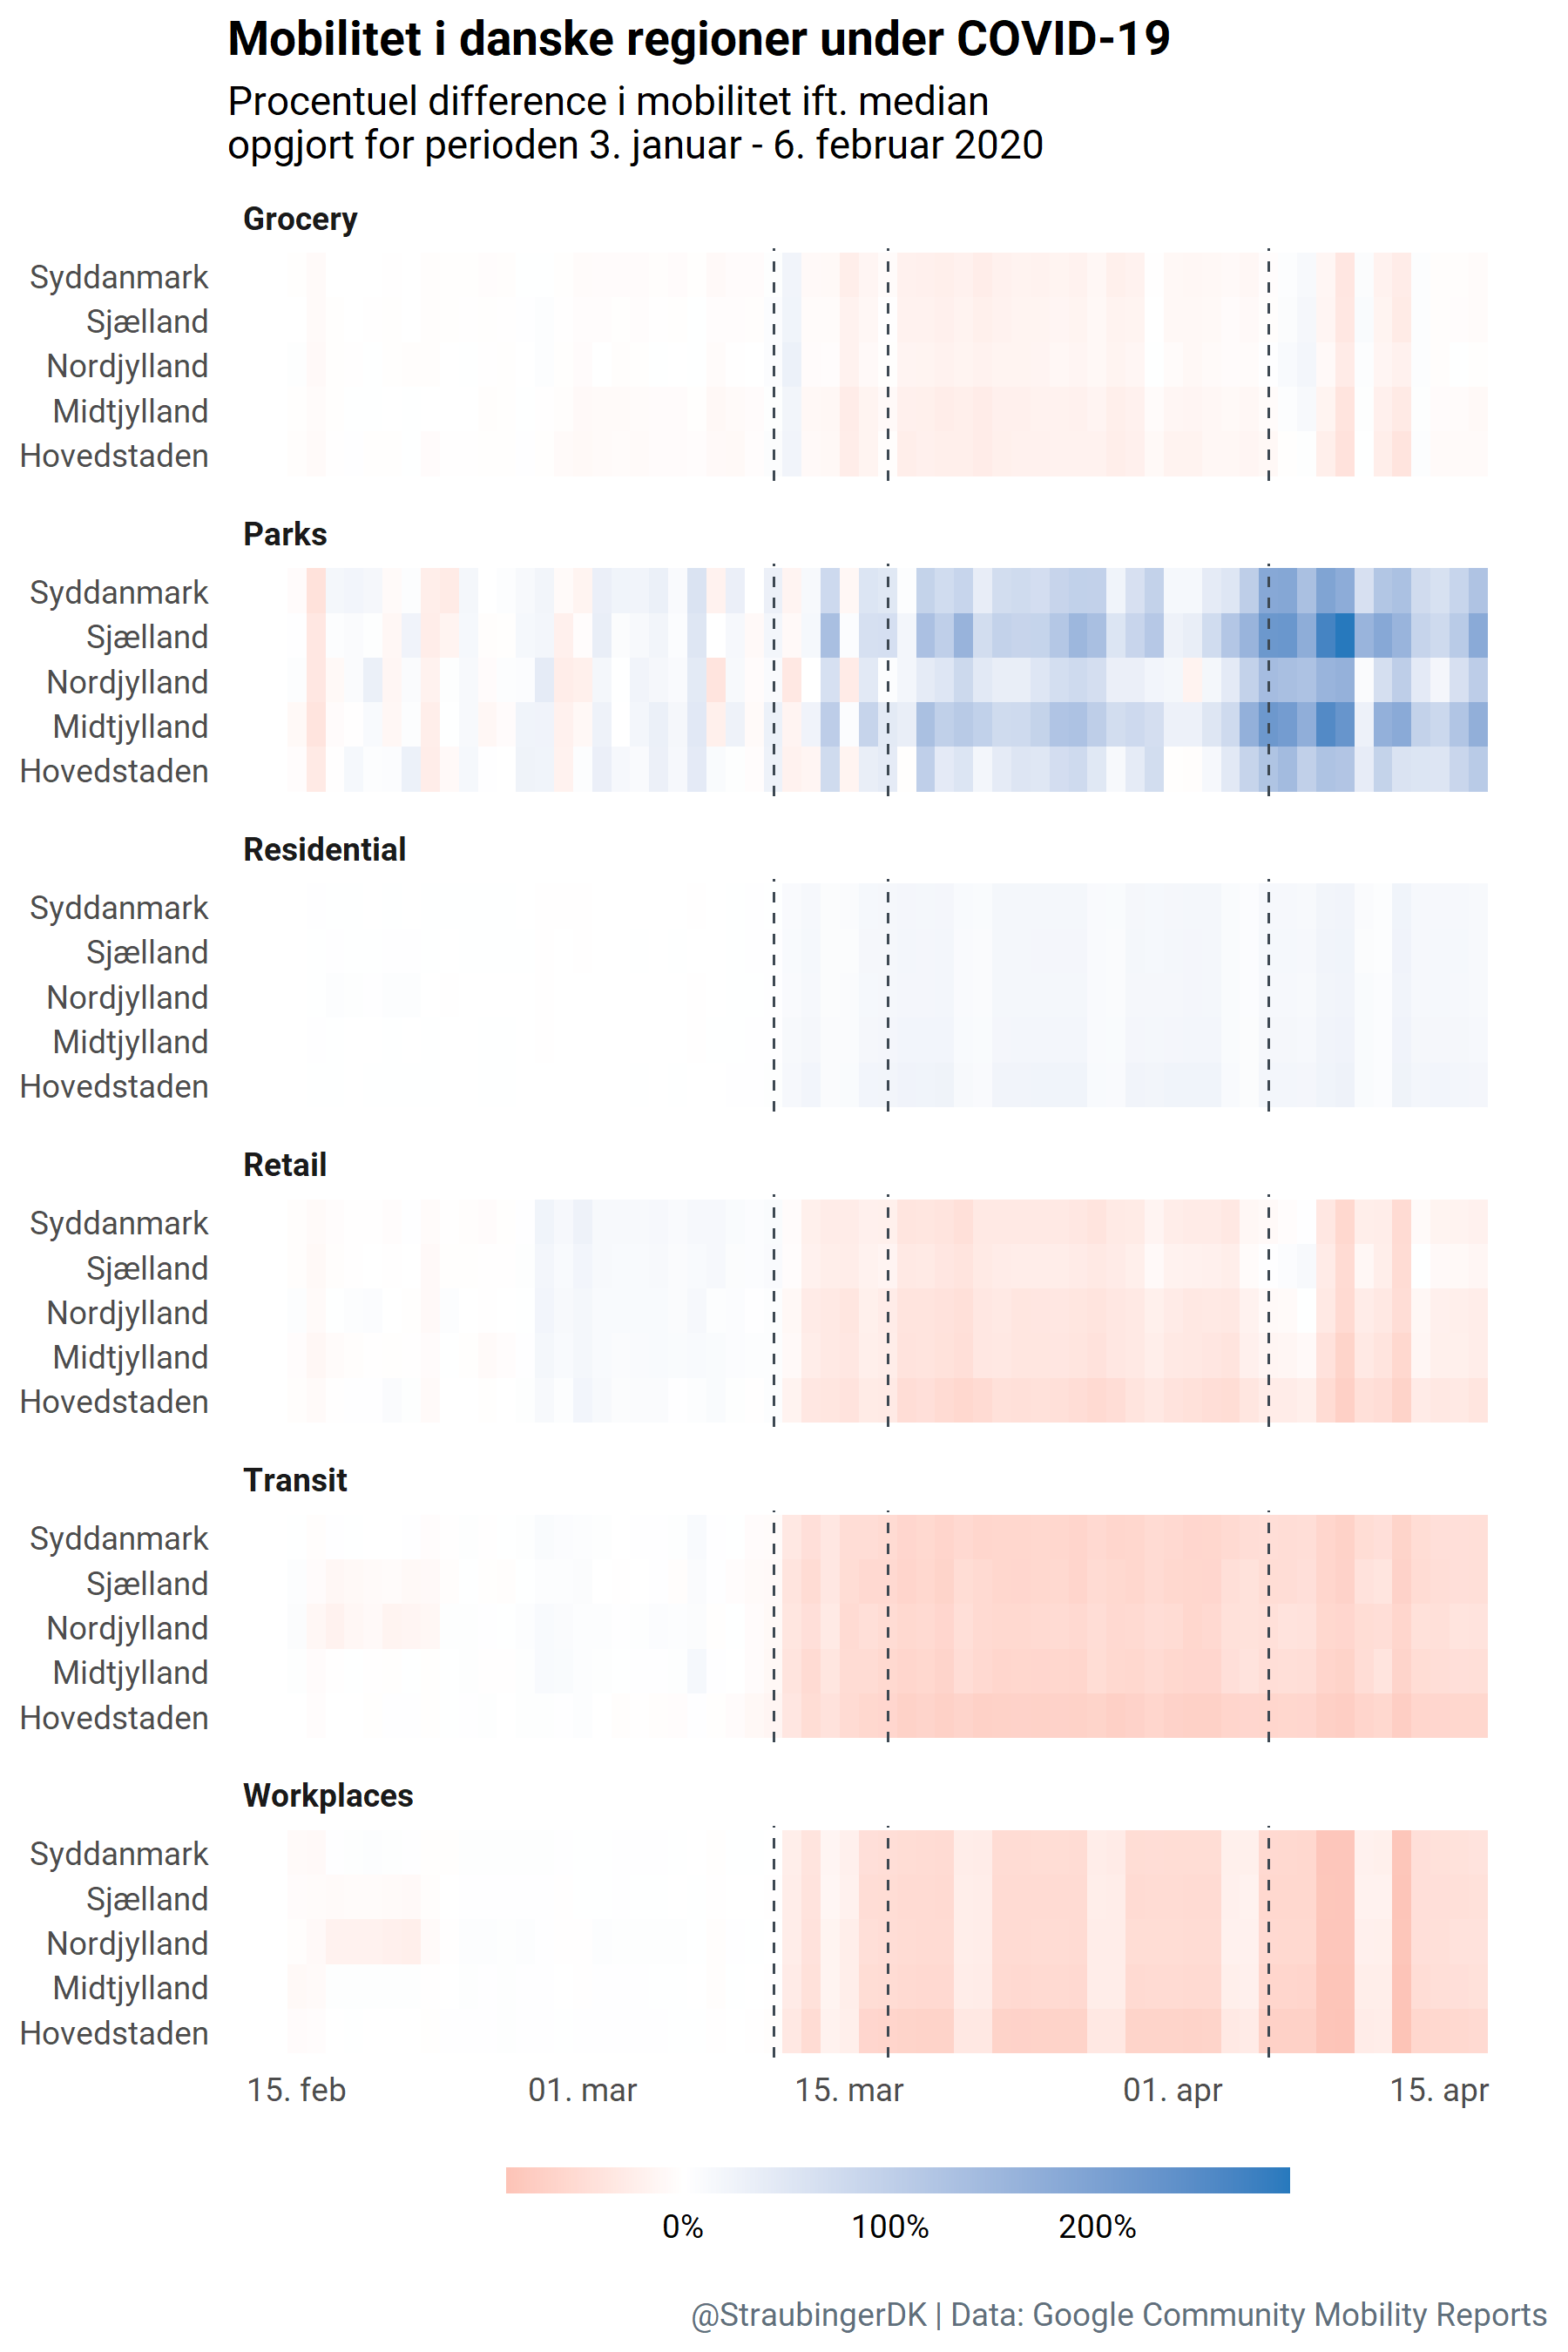 Mobilitet i danske regioner under COVID-19
Procentuel difference i mobilitet ift. median
opgjort for perioden 3. januar - 6. februar 2020
Grocery
Syddanmark
Sjælland
Nordjylland
Midtjylland
Hovedstaden
Parks
Syddanmark
Sjælland
Nordjylland
Midtjylland
Hovedstaden
Residential
Syddanmark
Sjælland
Nordjylland
Midtjylland
Hovedstaden
Retail
Syddanmark
Sjælland
Nordjylland
Midtjylland
Hovedstaden
Transit
Syddanmark
Sjælland
Nordjylland
Midtjylland
Hovedstaden
Workplaces
Syddanmark
Sjælland
Nordjylland
Midtjylland
Hovedstaden
15. feb 01. mar 15. mar 01. apr 15. apr
0% 100% 200%
@StraubingerDK | Data: Google Community Mobility Reports